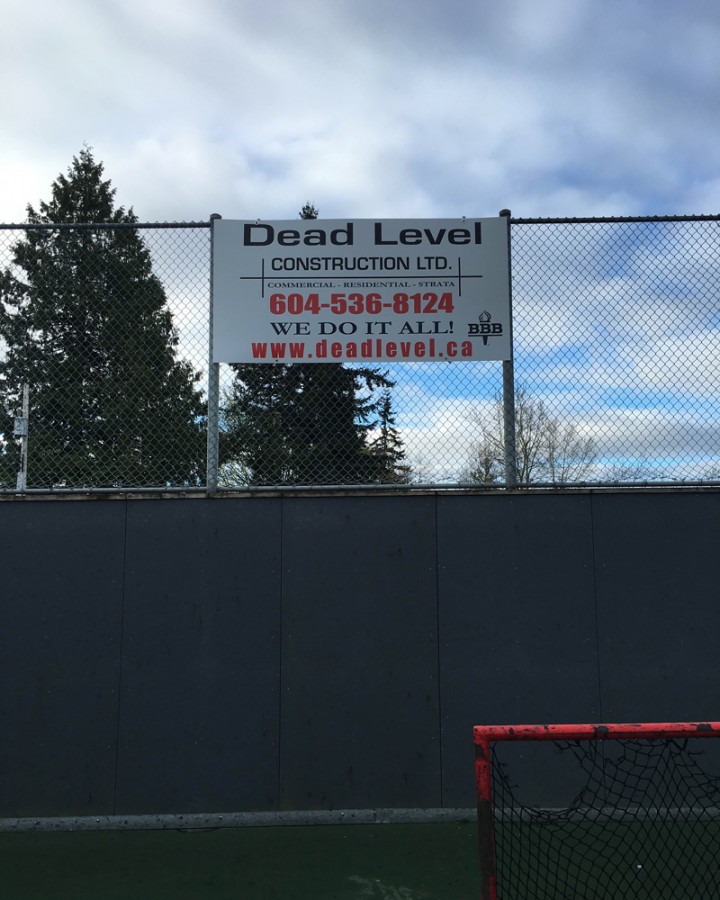 Dead Level
CONSTRUCTION LTD.
COMMERCIAL - RESIDENTIAL - STRATA
604-536-8124
WE DO IT ALL!
BBB
www.deadlevel.ca